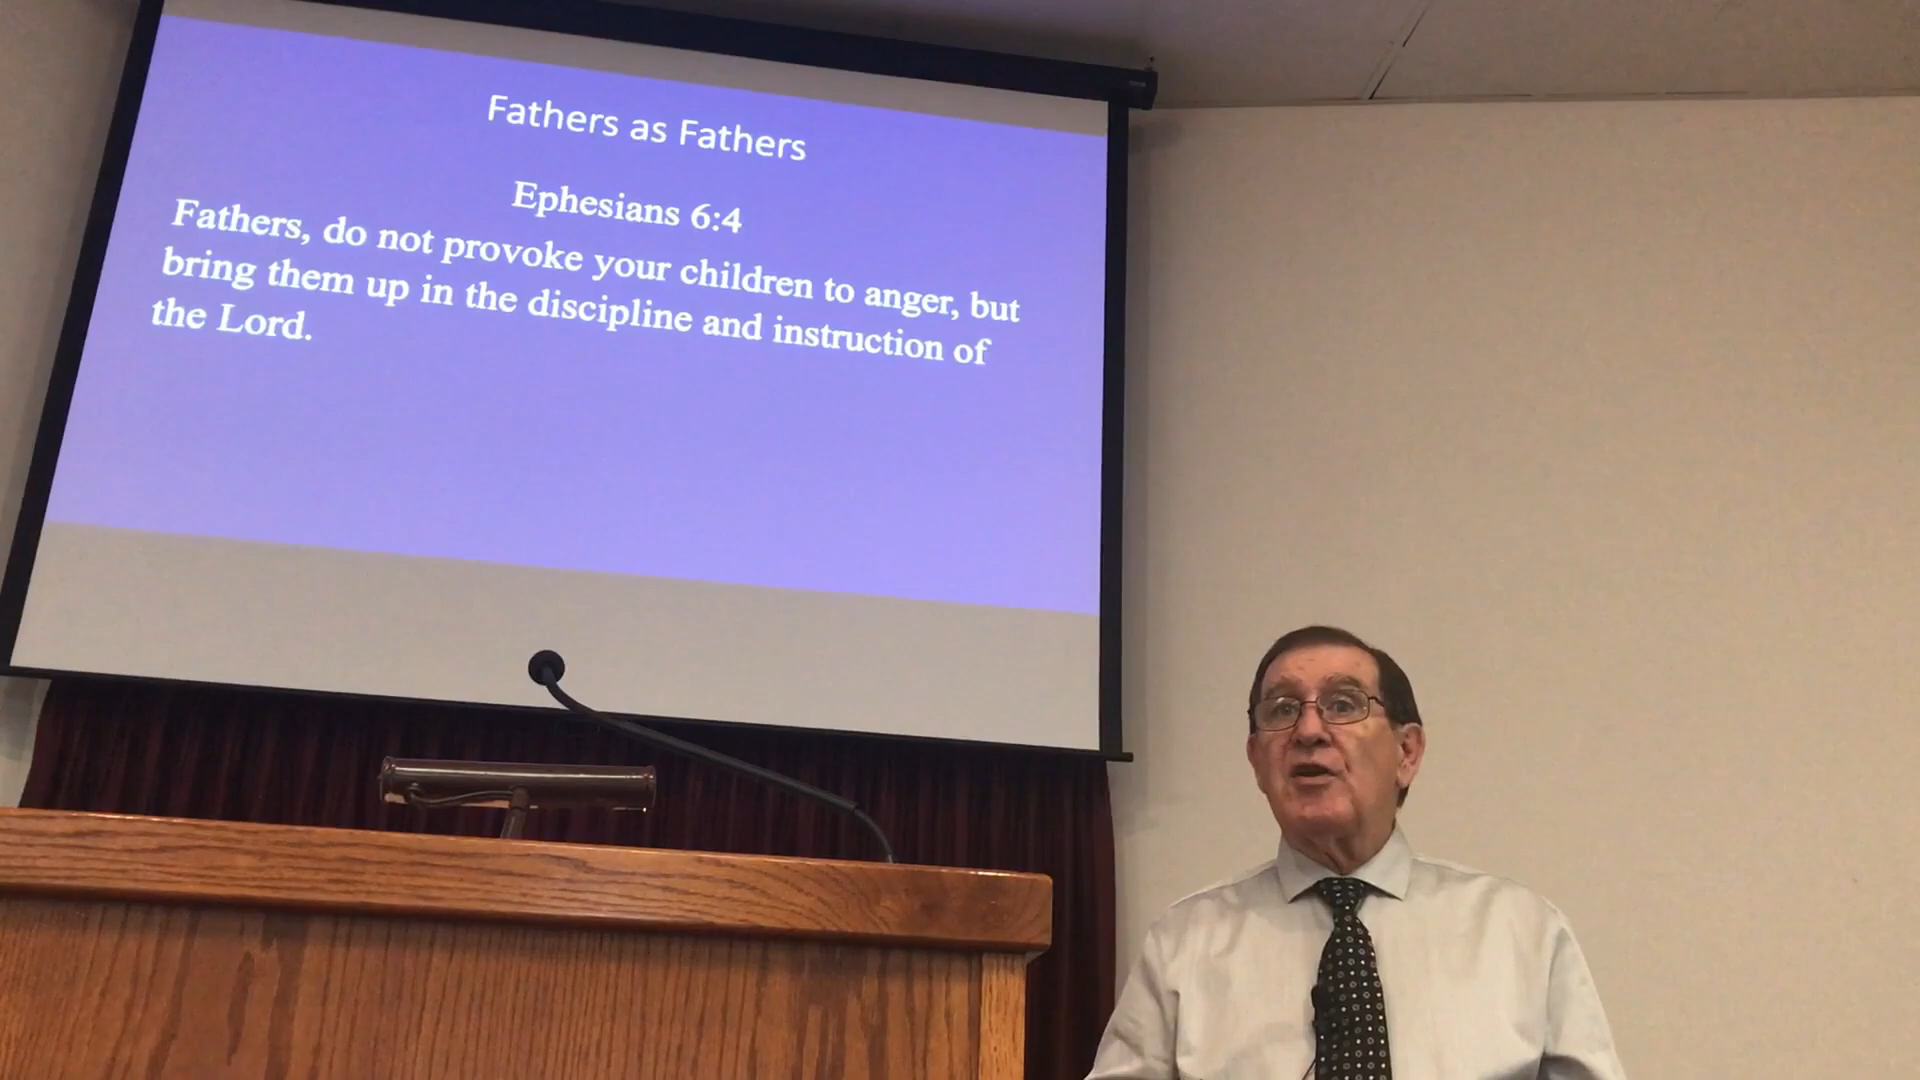 Fathers as Fathers
Ephesians 6:4
Fathers, do not provoke your children to anger, but
bring them up in the discipline and instruction of
the Lord.